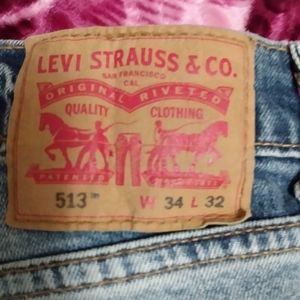 LEVI STRAUSS & CO.
SAN FRANCISCO
CAL.
ORIGINAL RIVETED
QUALITY CLOTHING
PATENTED
513™ W 34 L 32